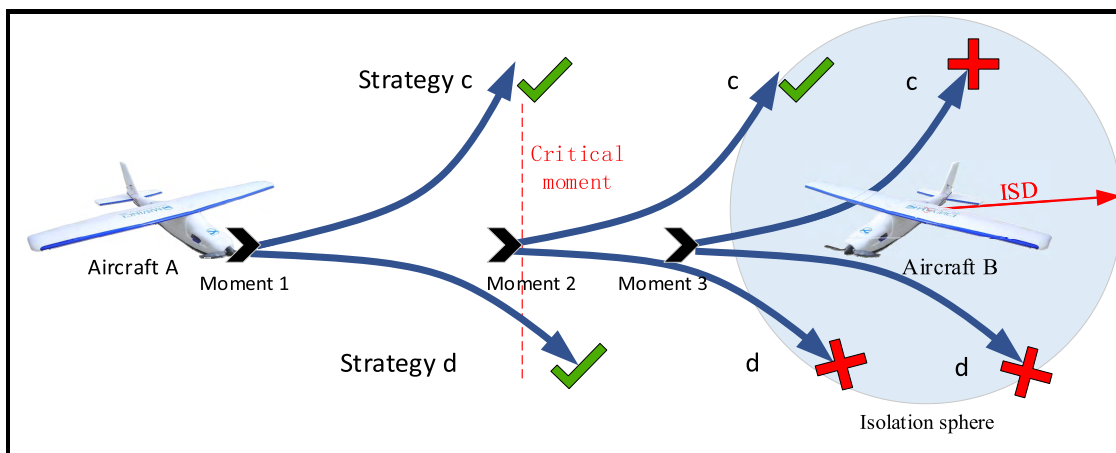 Strategy c
c
c
Critical
moment
ISD
Aircraft A
Moment 1
Moment 2
Moment 3
Aircraft B
Strategy d
d
d
Isolation sphere